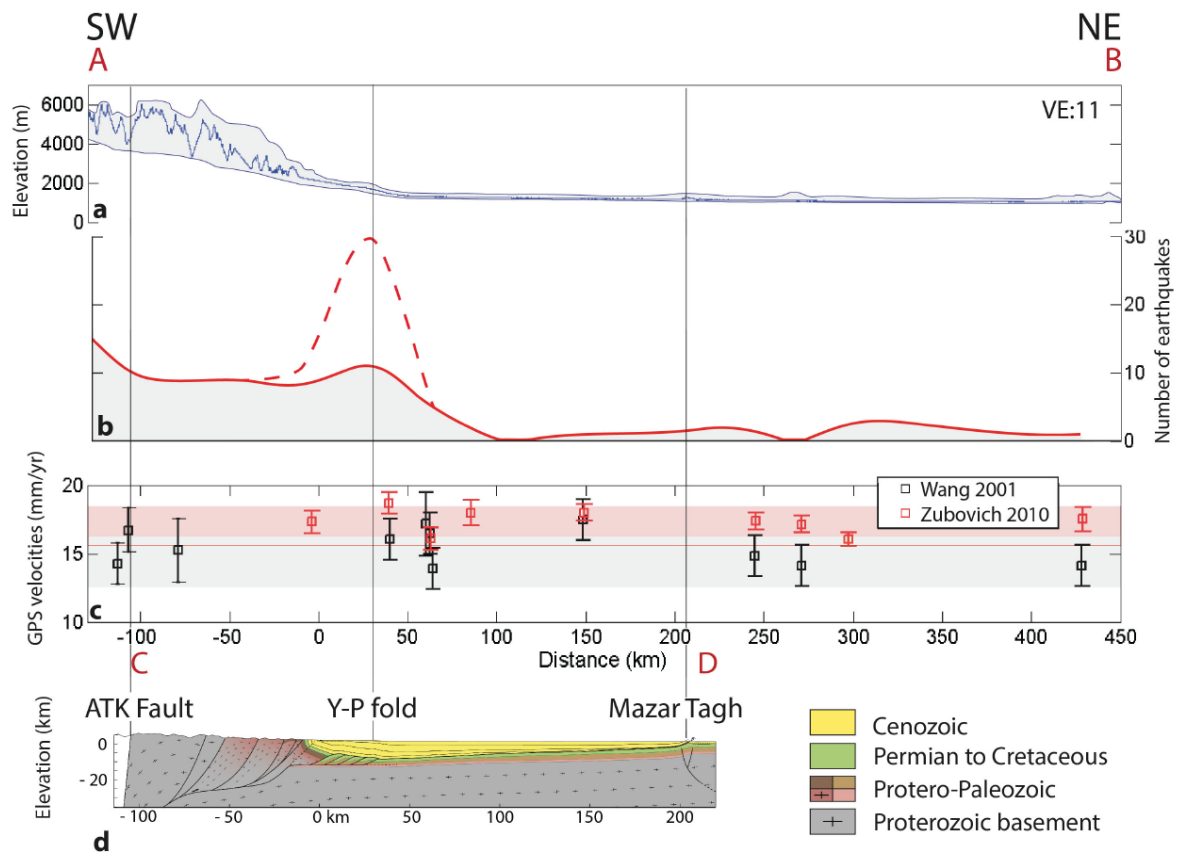 SW
NE
A
B
Elevation (m)
6000
4000
2000
0
VE:11
a
30
20
10
0
Number of earthquakes
b
GPS velocities (mm/yr)
20
15
10
Wang 2001
Zubovich 2010
c
-100
-50
0
50
100
150
200
250
300
350
400
450
Distance (km)
C
D
ATK Fault
Y-P fold
Mazar Tagh
Elevation (km)
0
- 20
- 100
- 50
0 km
50
100
150
200
d
Cenozoic
Permian to Cretaceous
Protero-Paleozoic
Proterozoic basement